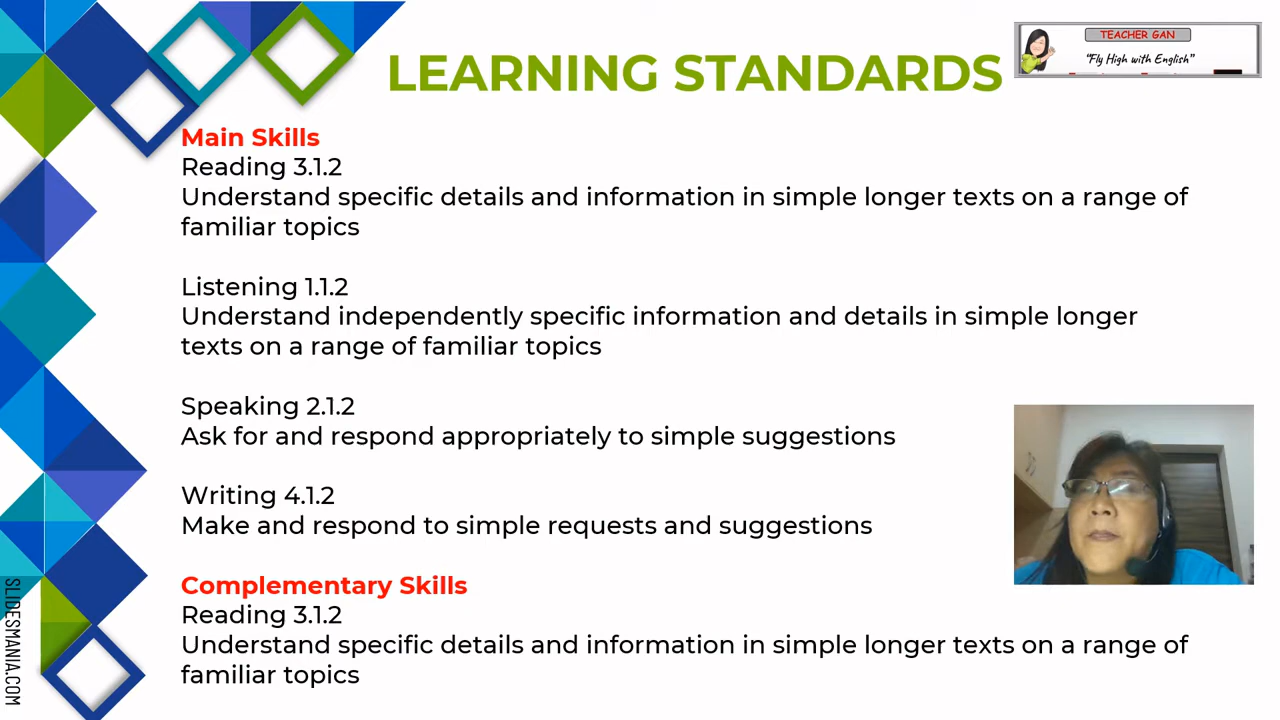 LEARNING STANDARDS
TEACHER GAN
"Fly High with English"
Main Skills
Reading 3.1.2
Understand specific details and information in simple longer texts on a range of
familiar topics
Listening 1.1.2
Understand independently specific information and details in simple longer
texts on a range of familiar topics
Speaking 2.1.2
Ask for and respond appropriately to simple suggestions
Writing 4.1.2
Make and respond to simple requests and suggestions
Complementary Skills
Reading 3.1.2
Understand specific details and information in simple longer texts on a range of
familiar topics
SLIDESMANIA.COM